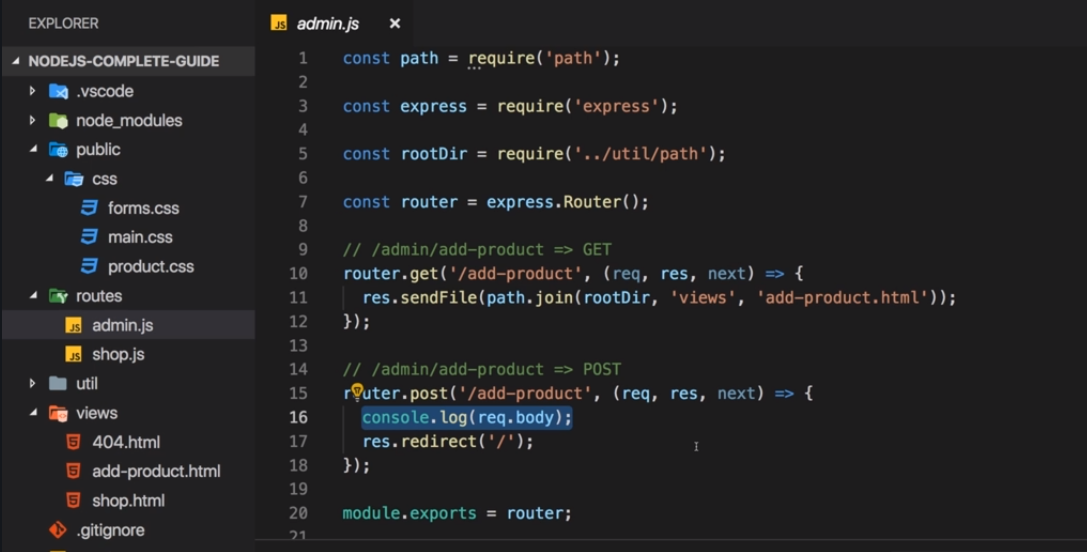 EXPLORER
NODEJS-COMPLETE-GUIDE
.vscode
node_modules
public
css
forms.css
main.css
product.css
routes
JS admin.js
JS shop.js
util
views
404.html
add-product.html
shop.html
.gitignore
JS admin.js ×
1 const path = require('path');
2
3 const express = require('express');
4
5 const rootDir = require('../util/path');
6
7 const router = express.Router();
8
9 // /admin/add-product => GET
10 router.get('/add-product', (req, res, next) => {
11 res.sendFile(path.join(rootDir, 'views', 'add-product.html'));
12 });
13
14 // /admin/add-product => POST
15 router.post('/add-product', (req, res, next) => {
16 console.log(req.body);
17 res.redirect('/');
18 });
19
20 module.exports = router;
21